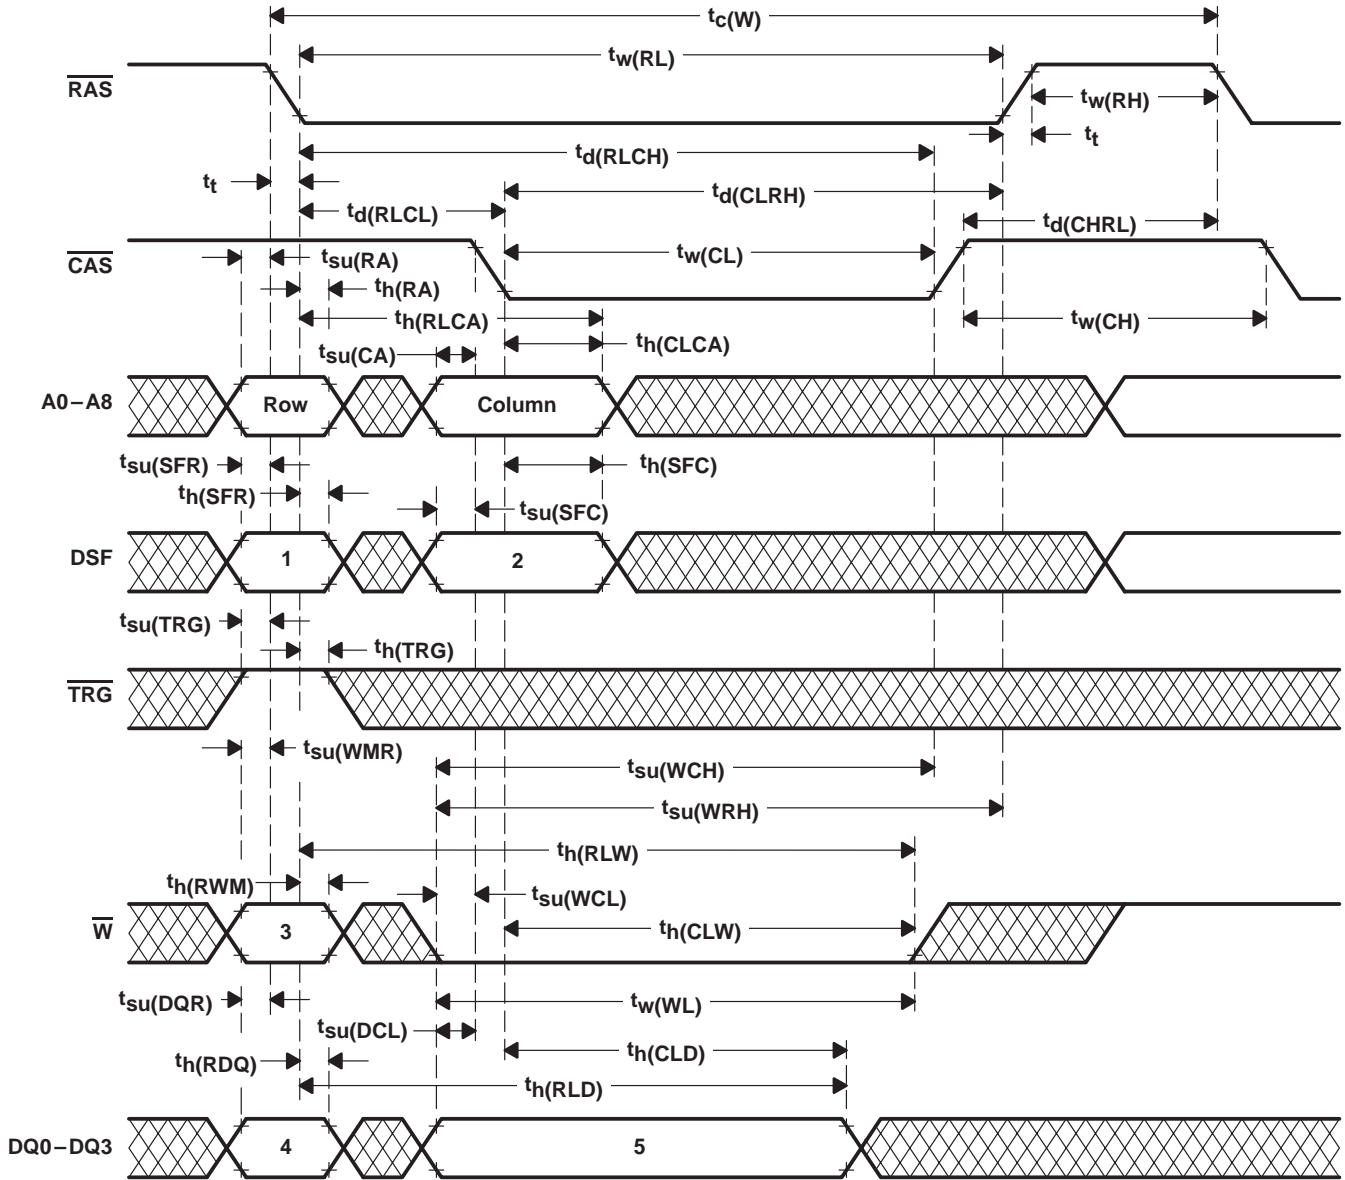 tc(W)
tw(RL)
RAS
tw(RH)
tt
td(RLCH)
tt
td(CLRH)
td(RLCL)
td(CHRL)
CAS
tsu(RA)
tw(CL)
th(RA)
th(RLCA)
tw(CH)
tsu(CA)
th(CLCA)
A0–A8
Row
Column
tsu(SFR)
th(SFC)
th(SFR)
tsu(SFC)
DSF
1
2
tsu(TRG)
th(TRG)
TRG
tsu(WMR)
tsu(WCH)
tsu(WRH)
th(RLW)
th(RWM)
tsu(WCL)
W
3
th(CLW)
tsu(DQR)
tw(WL)
tsu(DCL)
th(CLD)
th(RDQ)
th(RLD)
DQ0–DQ3
4
5